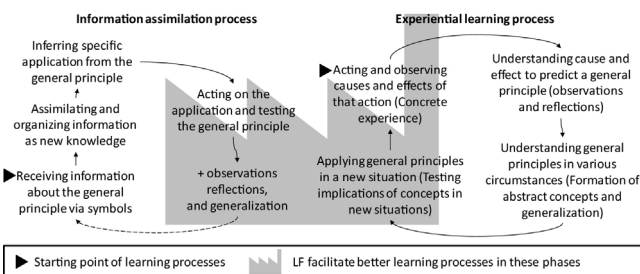 Information assimilation process
Inferring specific
application from the
general principle
Assimilating and
organizing information
as new knowledge
Receiving information
about the general
principle via symbols
Acting on the
application and testing
the general principle
+ observations
reflections,
and generalization
Experiential learning process
Acting and observing
causes and effects of
that action (Concrete
experience)
Applying general principles
in a new situation (Testing
implications of concepts in
new situations)
Understanding cause and
effect to predict a general
principle (observations
and reflections)
Understanding general
principles in various
circumstances (Formation of
abstract concepts and
generalization)
Starting point of learning processes
LF facilitate better learning processes in these phases